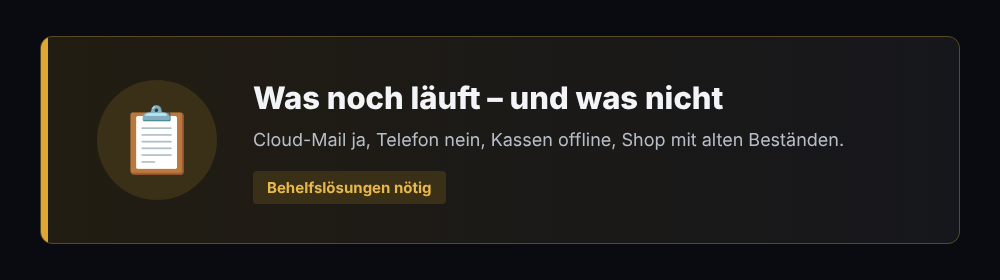 Was noch läuft – und was nicht
Cloud-Mail ja, Telefon nein, Kassen offline, Shop mit alten Beständen.
Behelfslösungen nötig